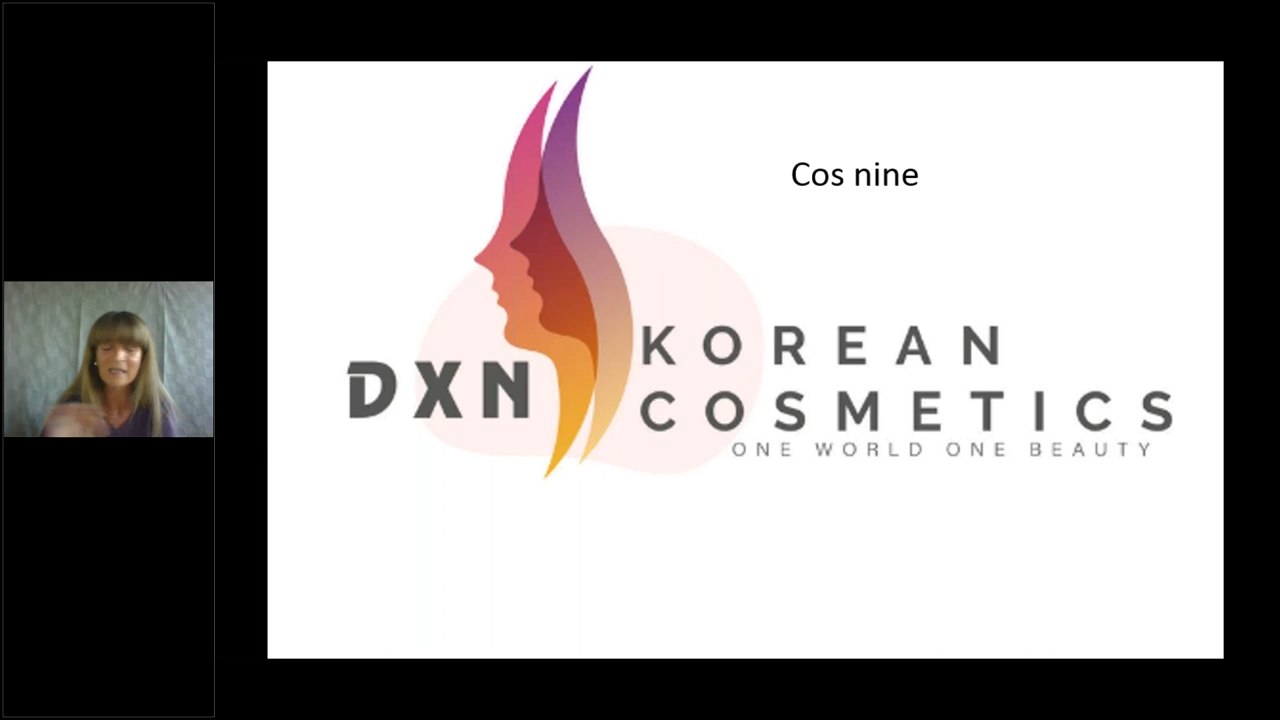 Cos nine
DXN
KOREAN
COSMETICS
ONE WORLD ONE BEAUTY